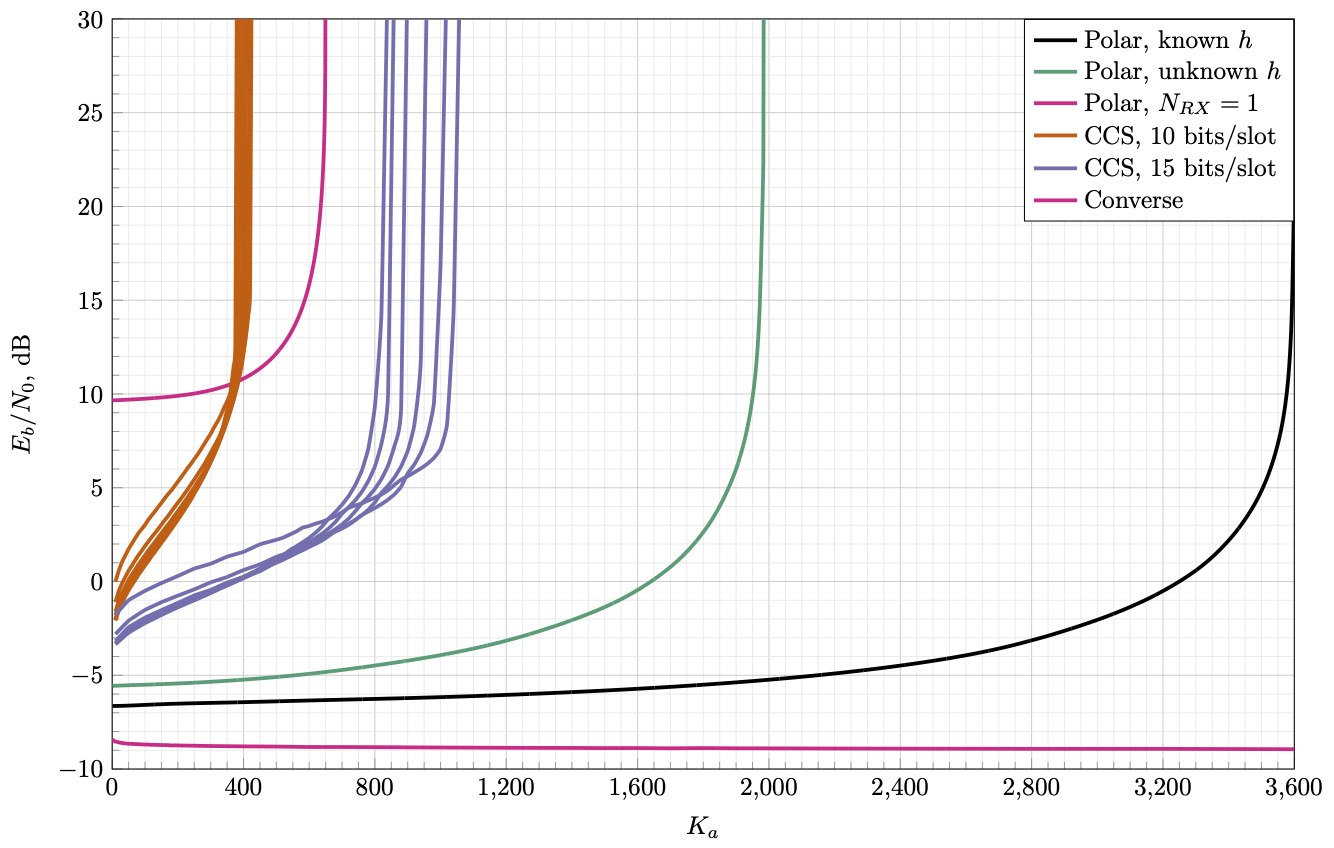 30
25
20
15
10
5
0
−5
−10
E_b/N_0, dB
0 400 800 1,200 1,600 2,000 2,400 2,800 3,200 3,600
K_a
Polar, known h
Polar, unknown h
Polar, N_{RX} = 1
CCS, 10 bits/slot
CCS, 15 bits/slot
Converse